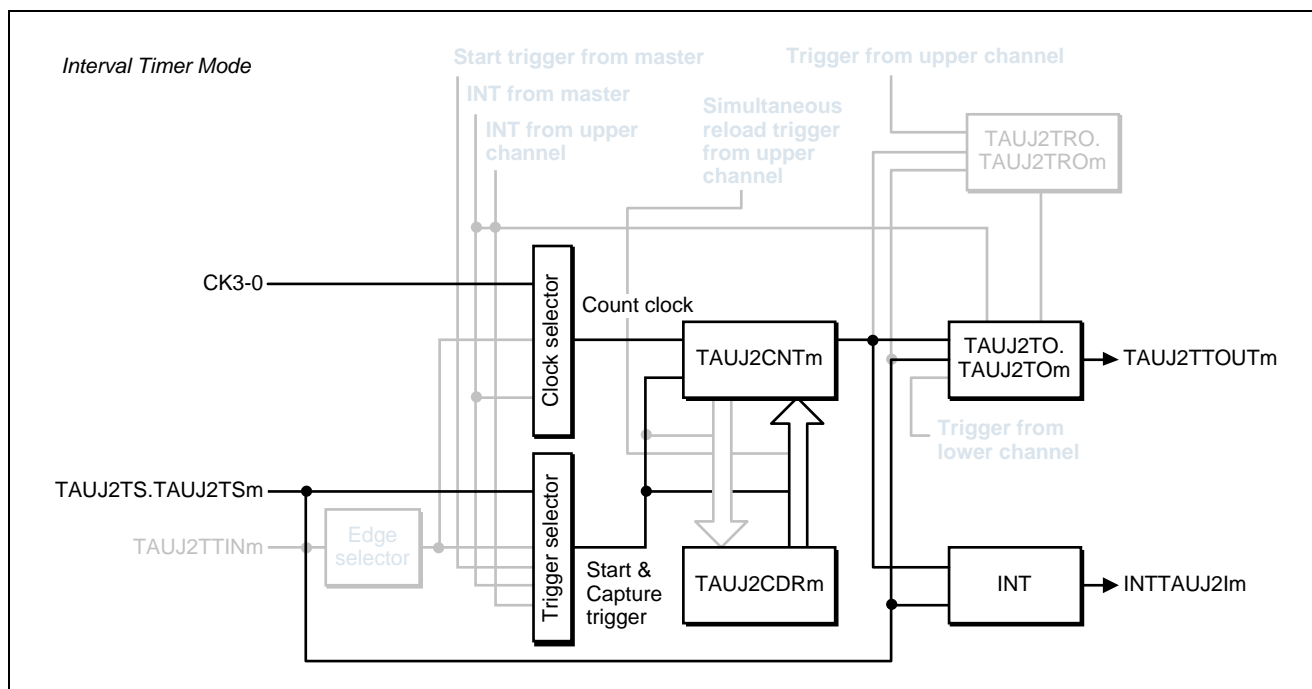 Interval Timer Mode
Start trigger from master
INT from master
INT from upper
channel
Simultaneous
reload trigger
from upper
channel
Trigger from upper channel
TAUJ2TRO.
TAUJ2TROm
CK3-0
Clock selector
Count clock
TAUJ2CNTm
TAUJ2TO.
TAUJ2TOm
TAUJ2TTOUTm
Trigger from
lower channel
TAUJ2TS.TAUJ2TSm
TAUJ2TTINm
Edge
selector
Trigger selector
Start &
Capture
trigger
TAUJ2CDRm
INT
INTTAUJ2Im